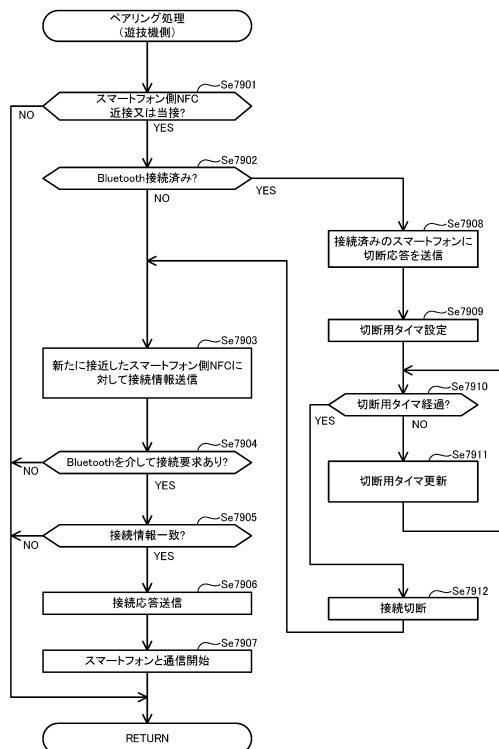 ペアリング処理
(遊技機側)
Se7901
スマートフォン側NFC
近接又は当接?
NO
YES
Se7902
Bluetooth接続済み?
YES
NO
Se7908
接続済みのスマートフォンに
切断応答を送信
Se7909
切断用タイマ設定
Se7903
新たに接近したスマートフォン側NFCに
対して接続情報送信
Se7910
切断用タイマ経過?
YES
NO
Se7904
Bluetoothを介して接続要求あり?
NO
YES
Se7911
切断用タイマ更新
Se7905
接続情報一致?
NO
YES
Se7906
接続応答送信
Se7912
接続切断
Se7907
スマートフォンと通信開始
RETURN